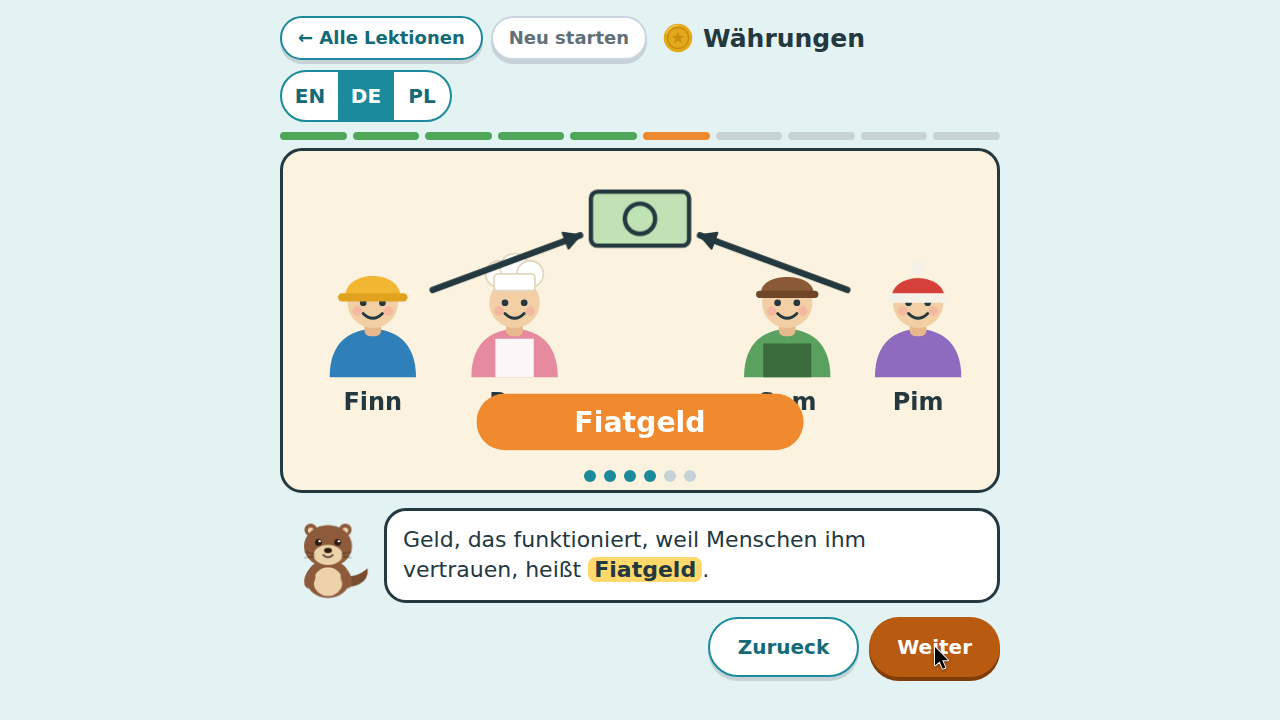 ← Alle Lektionen
Neu starten
Währungen
EN DE PL
Finn
Pim
Fiatgeld
Geld, das funktioniert, weil Menschen ihm
vertrauen, heißt Fiatgeld.
Zurueck
Weiter